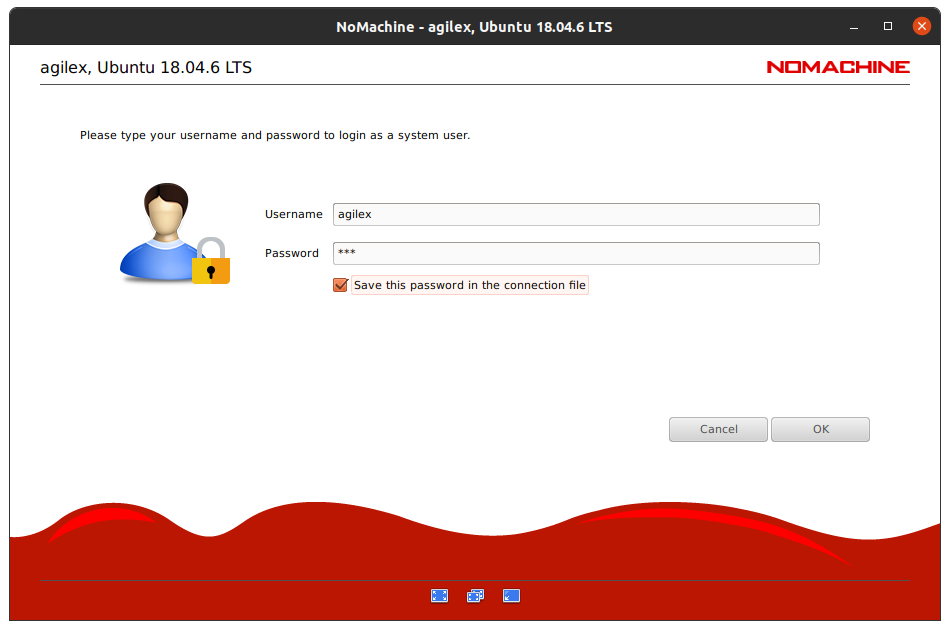 NoMachine - agilex, Ubuntu 18.04.6 LTS
agilex, Ubuntu 18.04.6 LTS
NOMACHINE
Please type your username and password to login as a system user.
Username agilex
Password ***
Save this password in the connection file
Cancel OK